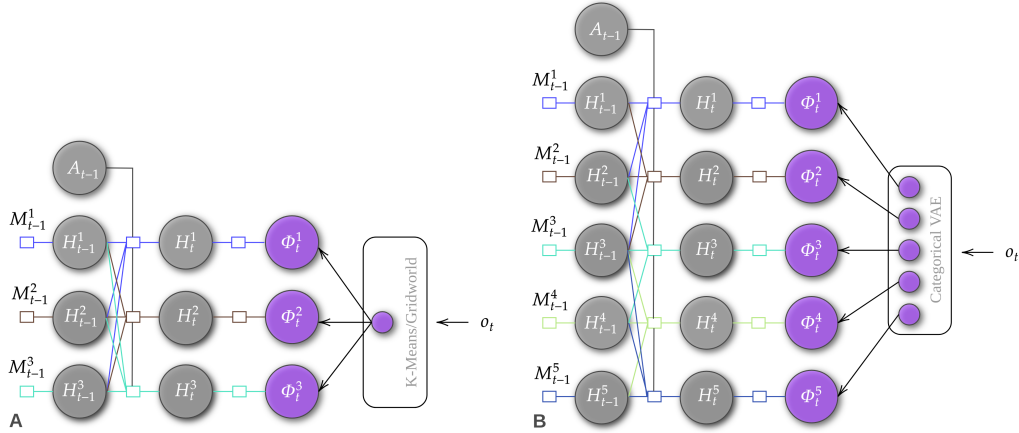 A_{t-1}
M^1_{t-1} H^1_{t-1} H^1_t Φ^1_t
M^2_{t-1} H^2_{t-1} H^2_t Φ^2_t
M^3_{t-1} H^3_{t-1} H^3_t Φ^3_t
K-Means/Gridworld
o_t
A
A_{t-1}
M^1_{t-1} H^1_{t-1} H^1_t Φ^1_t
M^2_{t-1} H^2_{t-1} H^2_t Φ^2_t
M^3_{t-1} H^3_{t-1} H^3_t Φ^3_t
M^4_{t-1} H^4_{t-1} H^4_t Φ^4_t
M^5_{t-1} H^5_{t-1} H^5_t Φ^5_t
Categorical VAE
o_t
B